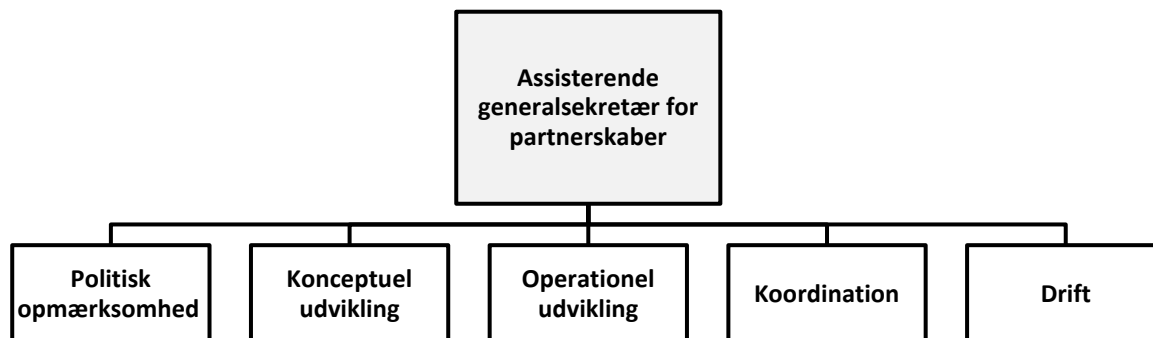 Assisterende
generalsekretær for
partnerskaber
Politisk
opmærksomhed
Konceptuel
udvikling
Operationel
udvikling
Koordination
Drift